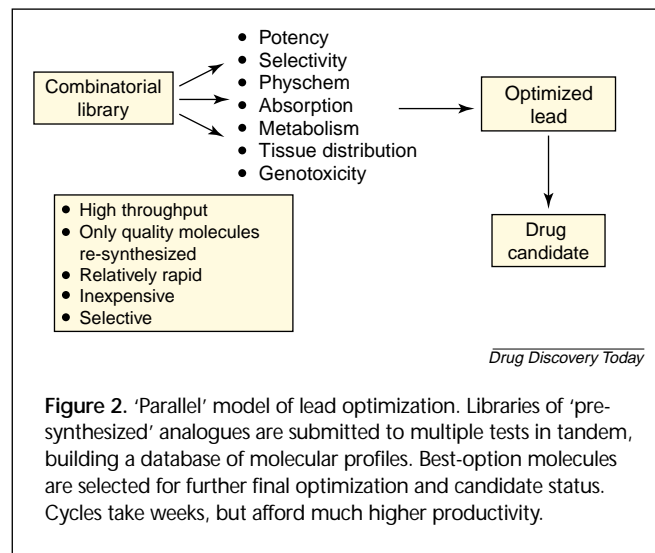 Combinatorial
library
• Potency
• Selectivity
• Physchem
• Absorption
• Metabolism
• Tissue distribution
• Genotoxicity
Optimized
lead
• High throughput
• Only quality molecules
re-synthesized
• Relatively rapid
• Inexpensive
• Selective
Drug
candidate
Drug Discovery Today
Figure 2. ‘Parallel’ model of lead optimization. Libraries of ‘pre-
synthesized’ analogues are submitted to multiple tests in tandem,
building a database of molecular profiles. Best-option molecules
are selected for further final optimization and candidate status.
Cycles take weeks, but afford much higher productivity.